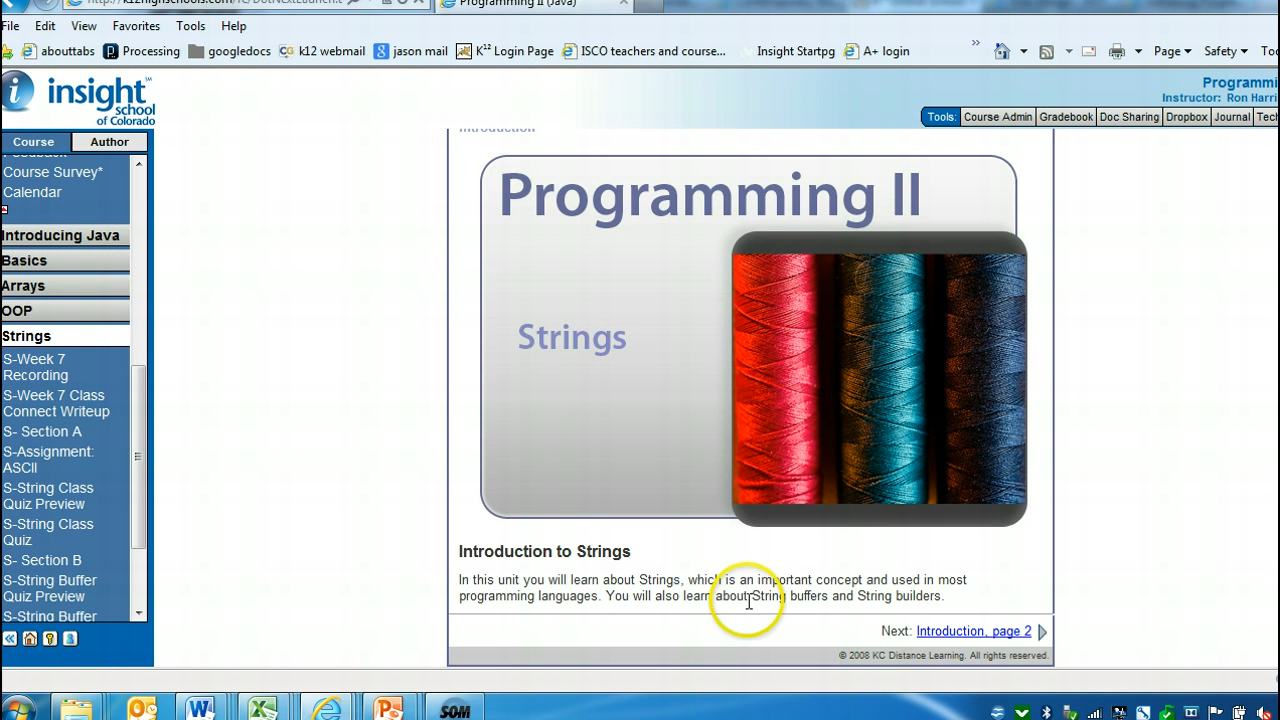 Programming II (Java)
File Edit View Favorites Tools Help
abouttabs Processing googledocs k12 webmail jason mail K¹² Login Page ISCO teachers and course... Insight Startpg A+ login » Page Safety
insight
school
of Colorado
Instructor: Ron
Tools: Course Admin Gradebook Doc Sharing Dropbox Journal
Course Author
Feedback
Course Survey*
Calendar
Introducing Java
Basics
Arrays
OOP
Strings
S-Week 7
Recording
S-Week 7 Class
Connect Writeup
S- Section A
S-Assignment:
ASCII
S-String Class
Quiz Preview
S-String Class
Quiz
S- Section B
S-String Buffer
Quiz Preview
S-String Buffer
Introduction
Programming II
Strings
Introduction to Strings
In this unit you will learn about Strings, which is an important concept and used in most
programming languages. You will also learn about String buffers and String builders.
Next: Introduction, page 2
© 2008 KC Distance Learning. All rights reserved.
SOM